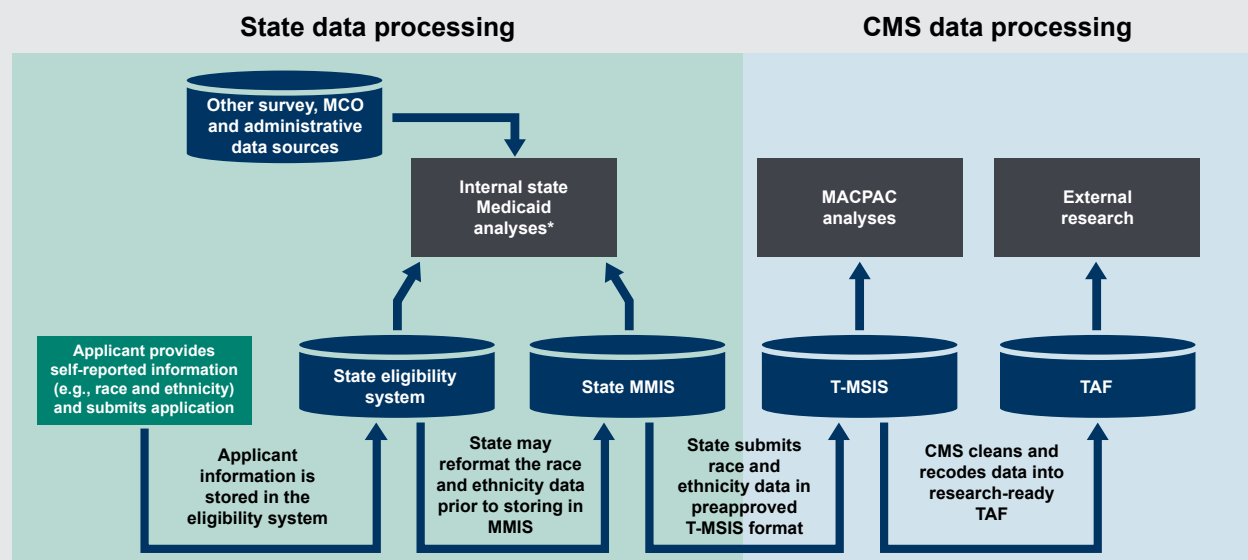 State data processing
CMS data processing
Other survey, MCO
and administrative
data sources
Internal state
Medicaid
analyses*
MACPAC
analyses
External
research
Applicant provides
self-reported information
(e.g., race and ethnicity)
and submits application
State eligibility
system
State MMIS
T-MSIS
TAF
Applicant
information is
stored in the
eligibility system
State may
reformat the race
and ethnicity data
prior to storing in
MMIS
State submits
race and
ethnicity data in
preapproved
T-MSIS format
CMS cleans and
recodes data into
research-ready
TAF